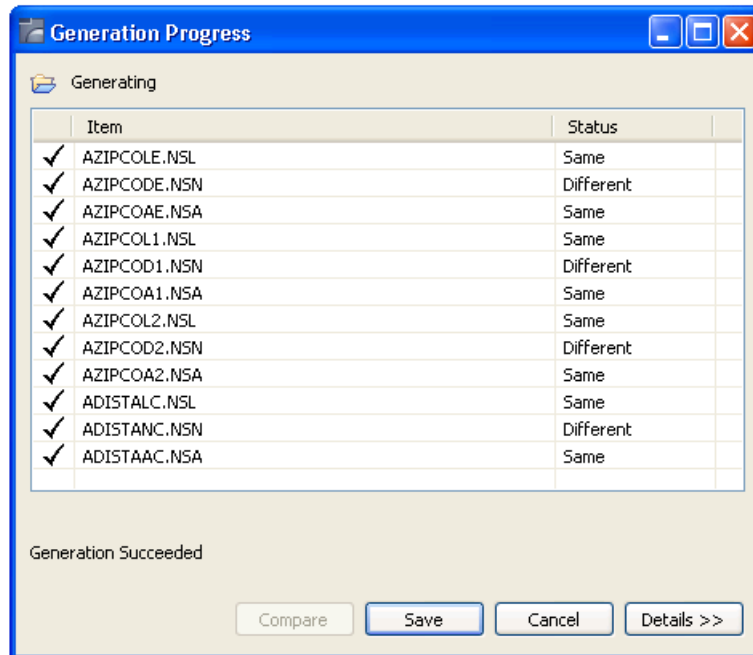 Generation Progress
Generating
Item Status
AZIPCOLE.NSL Same
AZIPCODE.NSN Different
AZIPCOAE.NSA Same
AZIPCOL1.NSL Same
AZIPCOD1.NSN Different
AZIPCOA1.NSA Same
AZIPCOL2.NSL Same
AZIPCOD2.NSN Different
AZIPCOA2.NSA Same
ADISTALC.NSL Same
ADISTANC.NSN Different
ADISTAAC.NSA Same
Generation Succeeded
Compare Save Cancel Details >>